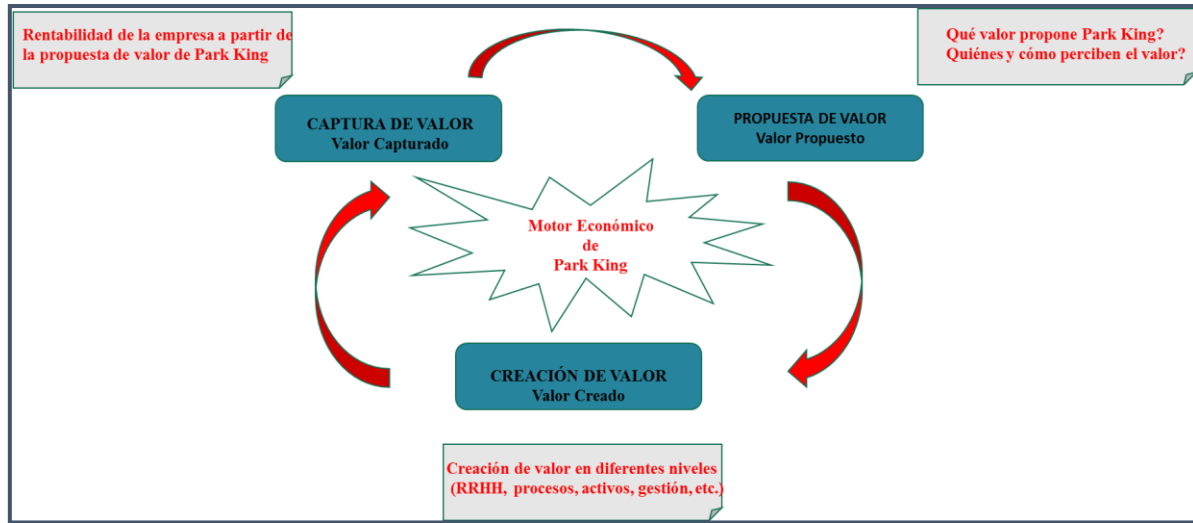 Rentabilidad de la empresa a partir de
la propuesta de valor de Park King
Qué valor propone Park King?
Quiénes y cómo perciben el valor?
CAPTURA DE VALOR
Valor Capturado
PROPUESTA DE VALOR
Valor Propuesto
Motor Económico
de
Park King
CREACIÓN DE VALOR
Valor Creado
Creación de valor en diferentes niveles
(RRHH, procesos, activos, gestión, etc.)